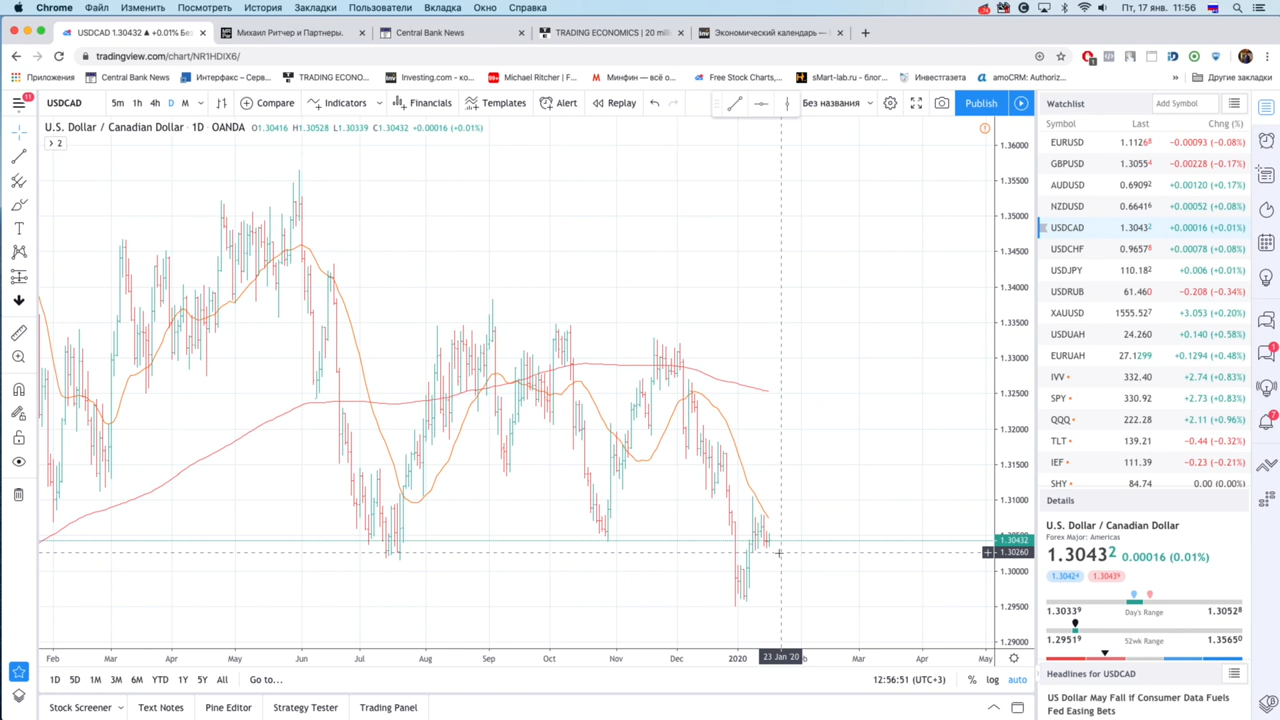 Chrome Файл Изменить Посмотреть История Закладки Пользователи Вкладка Окно Справка Пт, 17 янв. 11:56
USDCAD 1.30432 ▲ +0.01% Без Михаил Ритчер и Партнеры. Central Bank News TRADING ECONOMICS | 20 mil Экономический календарь —
tradingview.com/chart/NR1HDIX6/
Приложения Central Bank News Интерфакс – Серв... TRADING ECONO... Investing.com - ко... Michael Ritcher | P... Минфин — всё о... Free Stock Charts,... sMart-lab.ru - блог... Инвестгазета amoCRM: Authoriz... » Другие закладки
11 USDCAD 5m 1h 4h D M Compare Indicators Financials Templates Alert Replay Без названия Publish
Watchlist Add Symbol
U.S. Dollar / Canadian Dollar · 1D · OANDA O1.30416 H1.30528 L1.30339 C1.30432 +0.00016 (+0.01%)
2
Symbol Last Chng (%)
EURUSD 1.1126⁸ −0.00093 (−0.08%)
GBPUSD 1.3055⁴ −0.00228 (−0.17%)
AUDUSD 0.6909² +0.00120 (+0.17%)
NZDUSD 0.6641⁶ +0.00052 (+0.08%)
USDCAD 1.3043² +0.00016 (+0.01%)
USDCHF 0.9657⁸ +0.00078 (+0.08%)
USDJPY 110.18² +0.006 (+0.01%)
USDRUB 61.460 −0.208 (−0.34%)
XAUUSD 1555.52⁷ +3.053 (+0.20%)
USDUAH 24.260 +0.140 (+0.58%)
EURUAH 27.1299 +0.1294 (+0.48%)
IVV 332.40 +2.74 (+0.83%)
SPY 330.92 +2.73 (+0.83%)
QQQ 222.28 +2.11 (+0.96%)
TLT 139.21 −0.44 (−0.32%)
IEF 111.39 −0.23 (−0.21%)
SHY 84.74 0.00 (0.00%)
1.36000
1.35500
1.35000
1.34500
1.34000
1.33500
1.33000
1.32500
1.32000
1.31500
1.31000
1.30432
1.30260
1.30000
1.29500
1.29000
Feb Mar Apr May Jun Jul Aug Sep Oct Nov Dec 2020 23 Jan '20 Mar Apr May
1D 5D 1M 3M 6M YTD 1Y 5Y All Go to... 12:56:51 (UTC+3) % log auto
Stock Screener Text Notes Pine Editor Strategy Tester Trading Panel
Details
U.S. Dollar / Canadian Dollar
Forex Major: Americas
1.3043² 0.00016 (0.01%)
1.3033⁹ Day's Range 1.3052⁸
1.2951⁹ 52wk Range 1.3565⁰
Headlines for USDCAD
US Dollar May Fall if Consumer Data Fuels
Fed Easing Bets
1
7